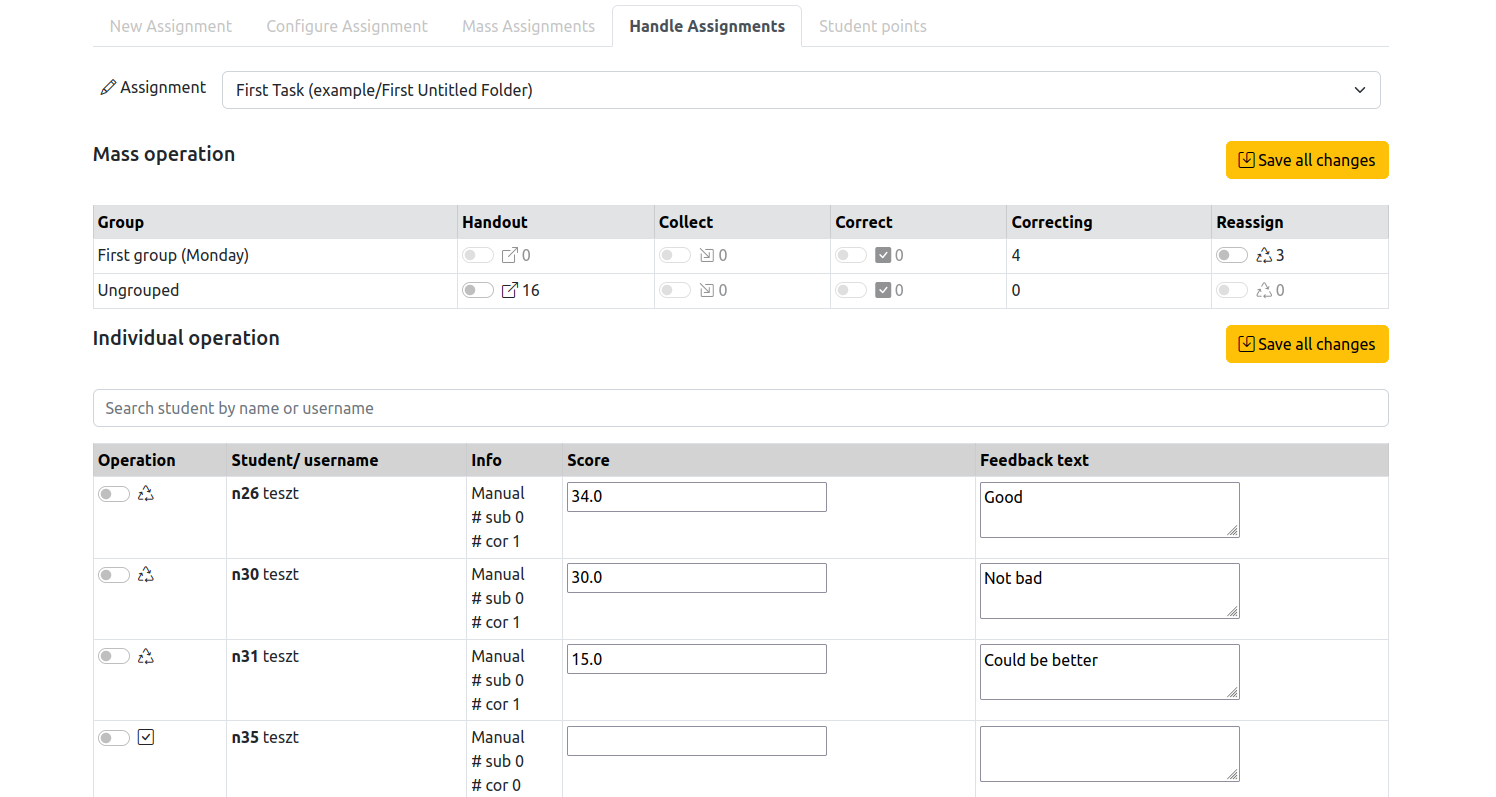 New Assignment Configure Assignment Mass Assignments Handle Assignments Student points
Assignment First Task (example/First Untitled Folder)
Mass operation Save all changes
Group Handout Collect Correct Correcting Reassign
First group (Monday) 0 0 0 4 3
Ungrouped 16 0 0 0 0
Individual operation Save all changes
Search student by name or username
Operation Student/ username Info Score Feedback text
n26 teszt Manual 34.0 Good
# sub 0
# cor 1
n30 teszt Manual 30.0 Not bad
# sub 0
# cor 1
n31 teszt Manual 15.0 Could be better
# sub 0
# cor 1
n35 teszt Manual
# sub 0
# cor 0